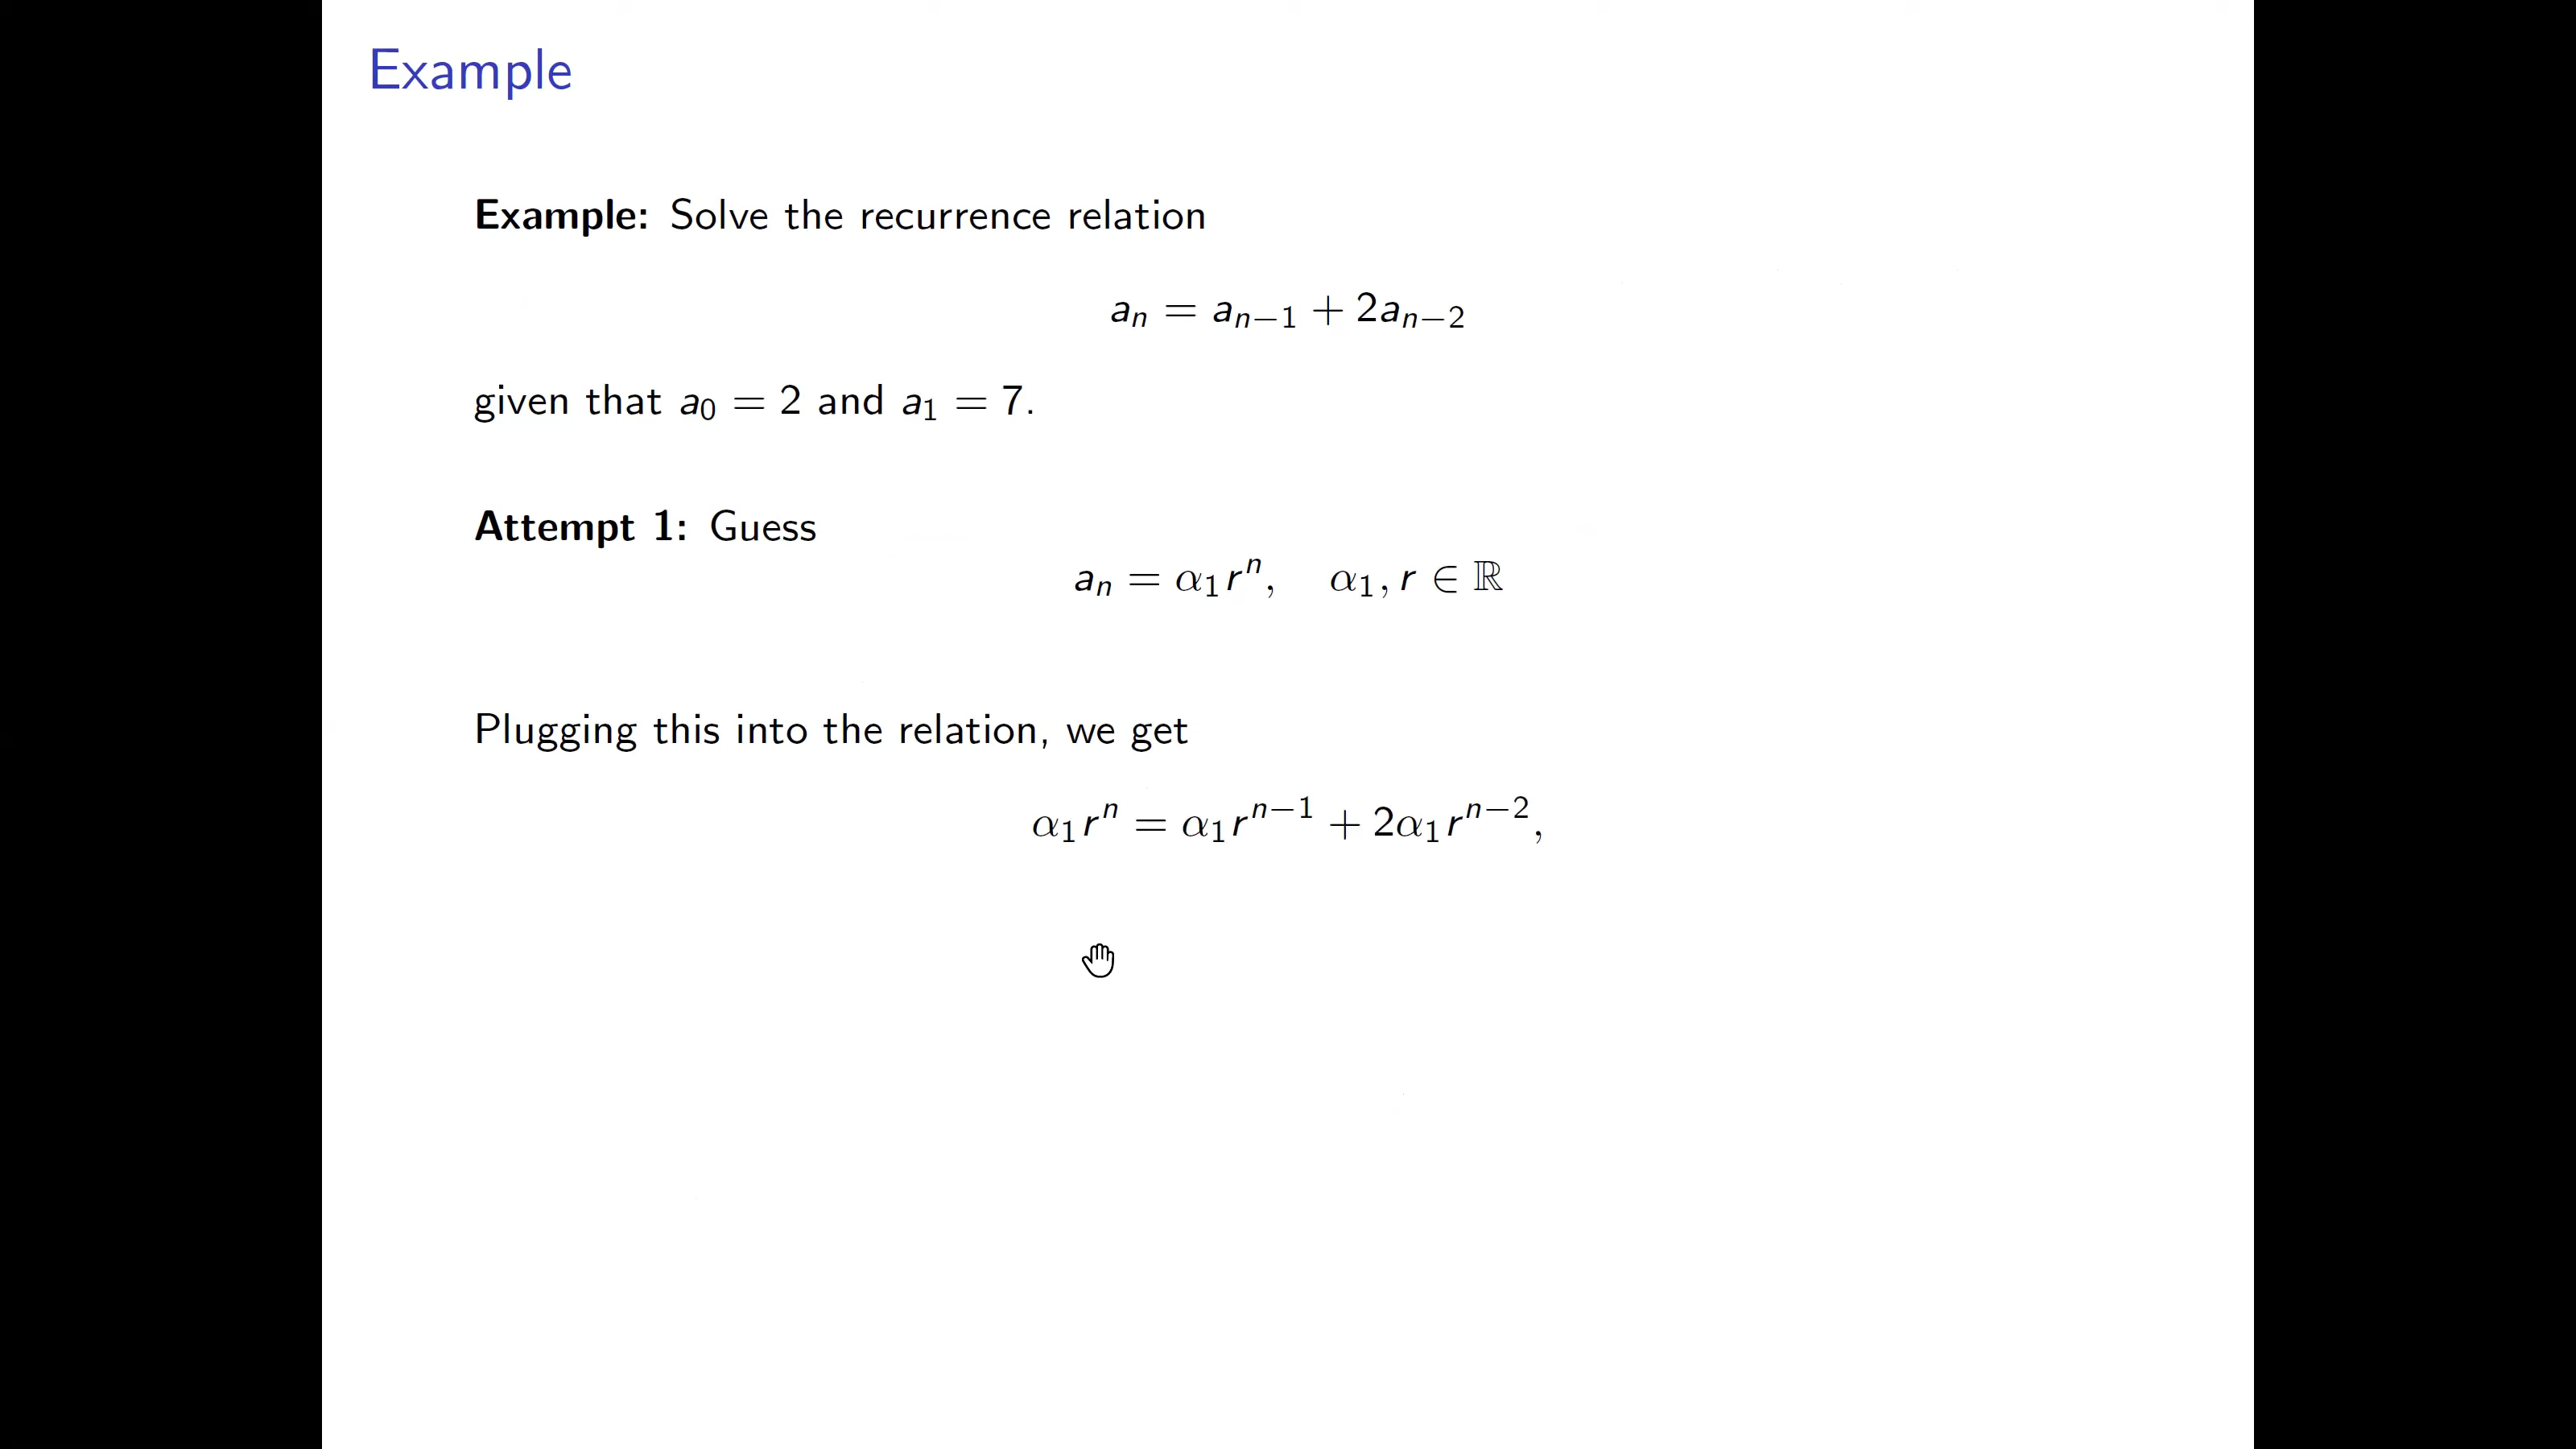 Example
Example: Solve the recurrence relation
aₙ = aₙ₋₁ + 2aₙ₋₂
given that a₀ = 2 and a₁ = 7.
Attempt 1: Guess
aₙ = α₁rⁿ, α₁, r ∈ ℝ
Plugging this into the relation, we get
α₁rⁿ = α₁rⁿ⁻¹ + 2α₁rⁿ⁻²,